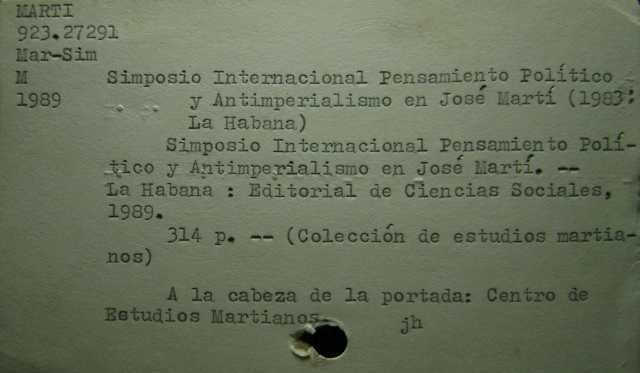 MARTI
923.27291
Mar-Sim
M Simposio Internacional Pensamiento Político
1989 y Antimperialismo en José Martí (1983:
La Habana)
Simposio Internacional Pensamiento Polí-
tico y Antimperialismo en José Martí. --
La Habana : Editorial de Ciencias Sociales,
1989.
314 p. -- (Colección de estudios martia-
nos)
A la cabeza de la portada: Centro de
Estudios Martianos.
jh